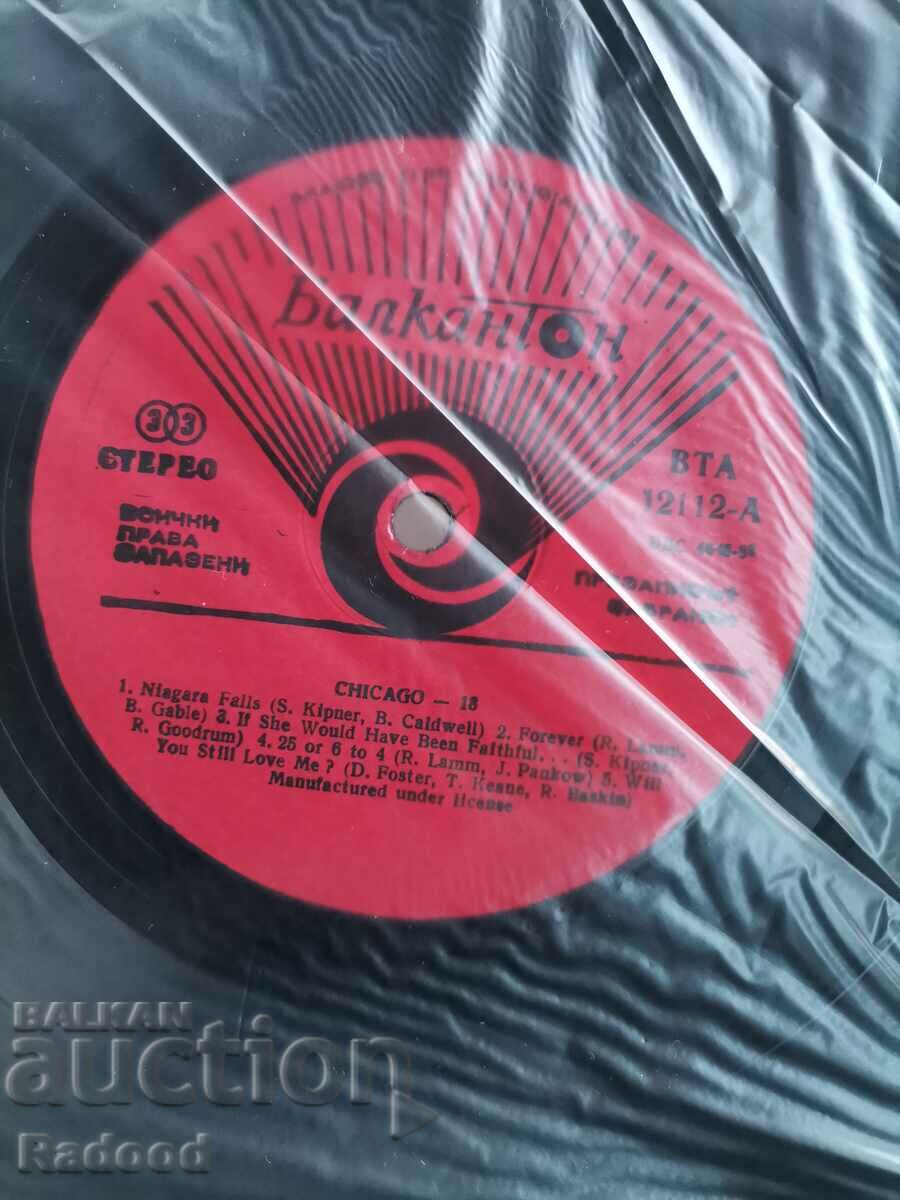 Балкантон
33
СТЕРЕО
ВСИЧКИ
ПРАВА
ЗАПАЗЕНИ
ВТА
12112-А
CHICAGO — 18
1. Niagara Falls (S. Kipner, B. Caldwell) 2. Forever (R. Lamm,
B. Gable) 3. If She Would Have Been Faithful. . . (S. Kipner,
R. Goodrum) 4. 25 or 6 to 4 (R. Lamm, J. Pankow) 5. Will
You Still Love Me? (D. Foster, T. Keane, R. Baskin)
Manufactured under license
BALKAN
auction
Radood